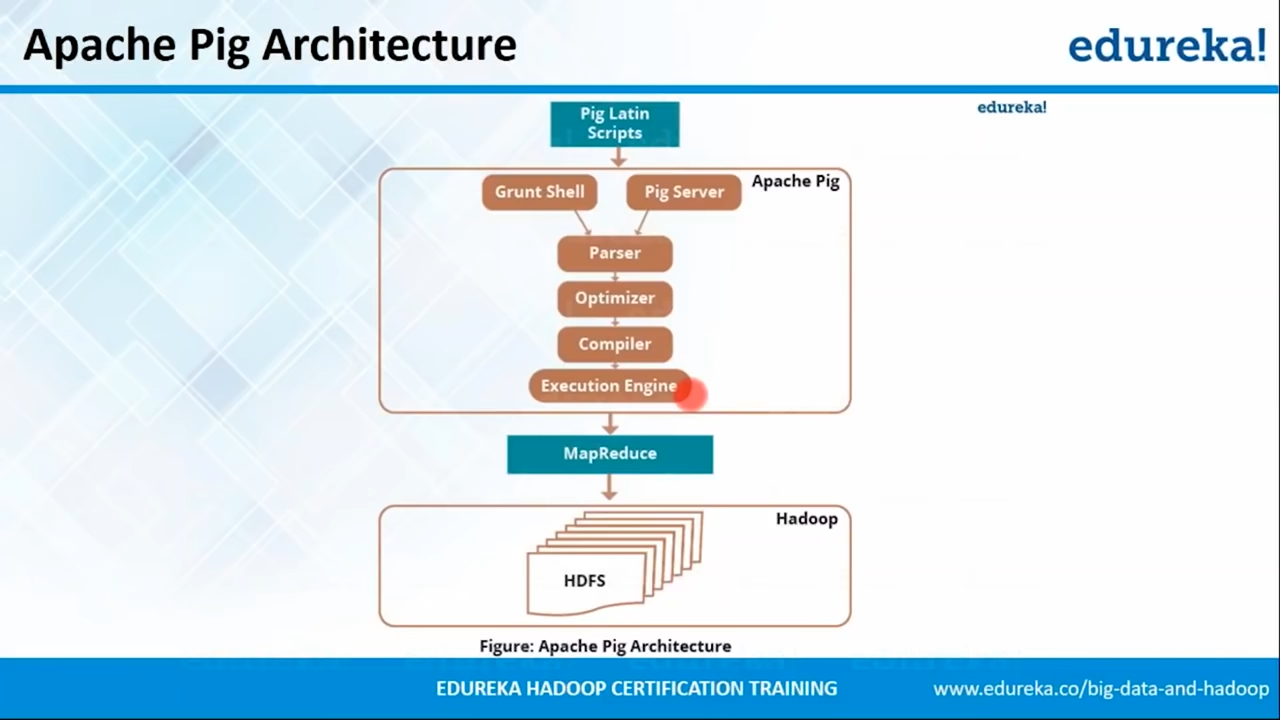 Apache Pig Architecture
edureka!
edureka!
Pig Latin
Scripts
Apache Pig
Grunt Shell
Pig Server
Parser
Optimizer
Compiler
Execution Engine
MapReduce
Hadoop
HDFS
Figure: Apache Pig Architecture
EDUREKA HADOOP CERTIFICATION TRAINING
www.edureka.co/big-data-and-hadoop